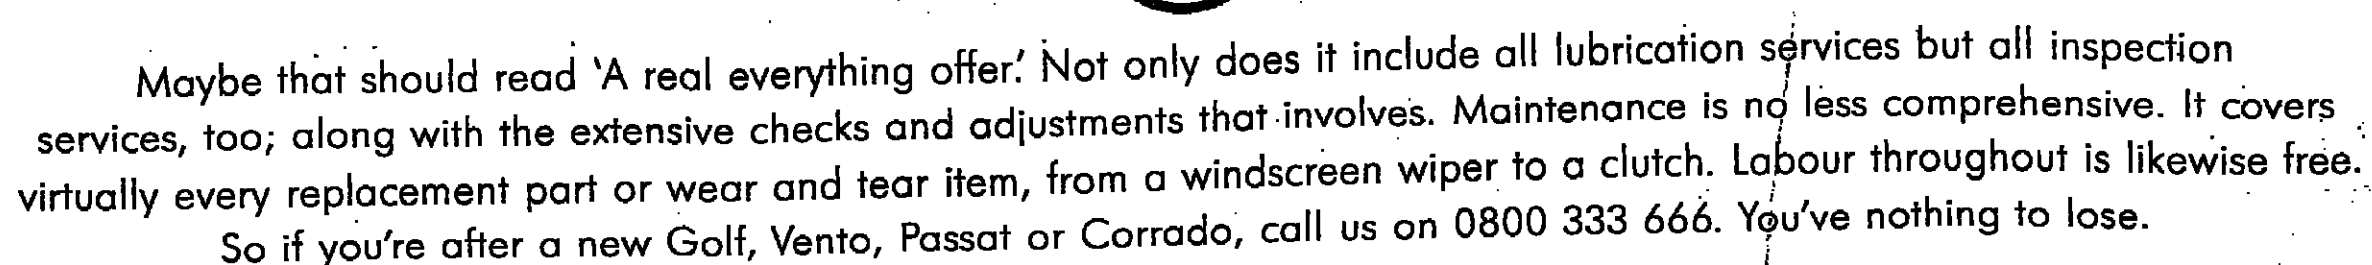 Maybe that should read 'A real everything offer.' Not only does it include all lubrication services but all inspection
services, too; along with the extensive checks and adjustments that involves. Maintenance is no less comprehensive. It covers
virtually every replacement part or wear and tear item, from a windscreen wiper to a clutch. Labour throughout is likewise free.
So if you're after a new Golf, Vento, Passat or Corrado, call us on 0800 333 666. You've nothing to lose.